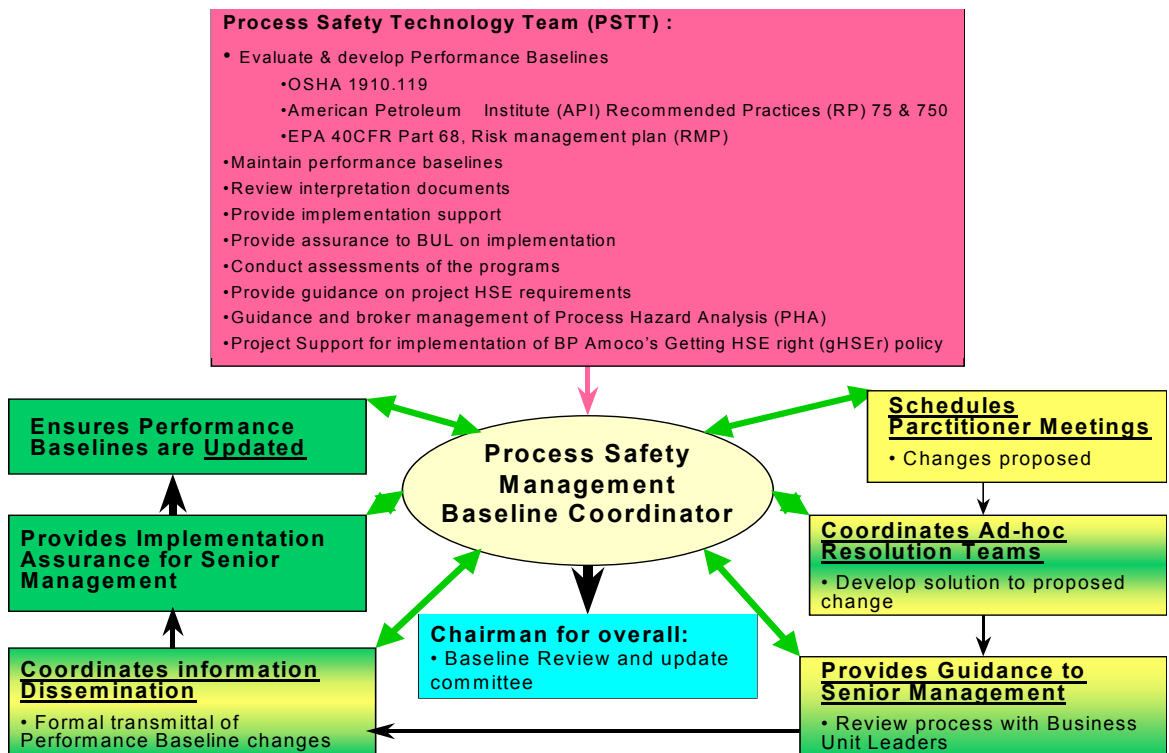 Process Safety Technology Team (PSTT) :
• Evaluate & develop Performance Baselines
•OSHA 1910.119
•American Petroleum Institute (API) Recommended Practices (RP) 75 & 750
•EPA 40CFR Part 68, Risk management plan (RMP)
•Maintain performance baselines
•Review interpretation documents
•Provide implementation support
•Provide assurance to BUL on implementation
•Conduct assessments of the programs
•Provide guidance on project HSE requirements
•Guidance and broker management of Process Hazard Analysis (PHA)
•Project Support for implementation of BP Amoco's Getting HSE right (gHSEr) policy
Ensures Performance
Baselines are Updated
Provides Implementation
Assurance for Senior
Management
Coordinates information
Dissemination
• Formal transmittal of
Performance Baseline changes
Process Safety
Management
Baseline Coordinator
Chairman for overall:
• Baseline Review and update
committee
Schedules
Parctitioner Meetings
• Changes proposed
Coordinates Ad-hoc
Resolution Teams
• Develop solution to proposed
change
Provides Guidance to
Senior Management
• Review process with Business
Unit Leaders